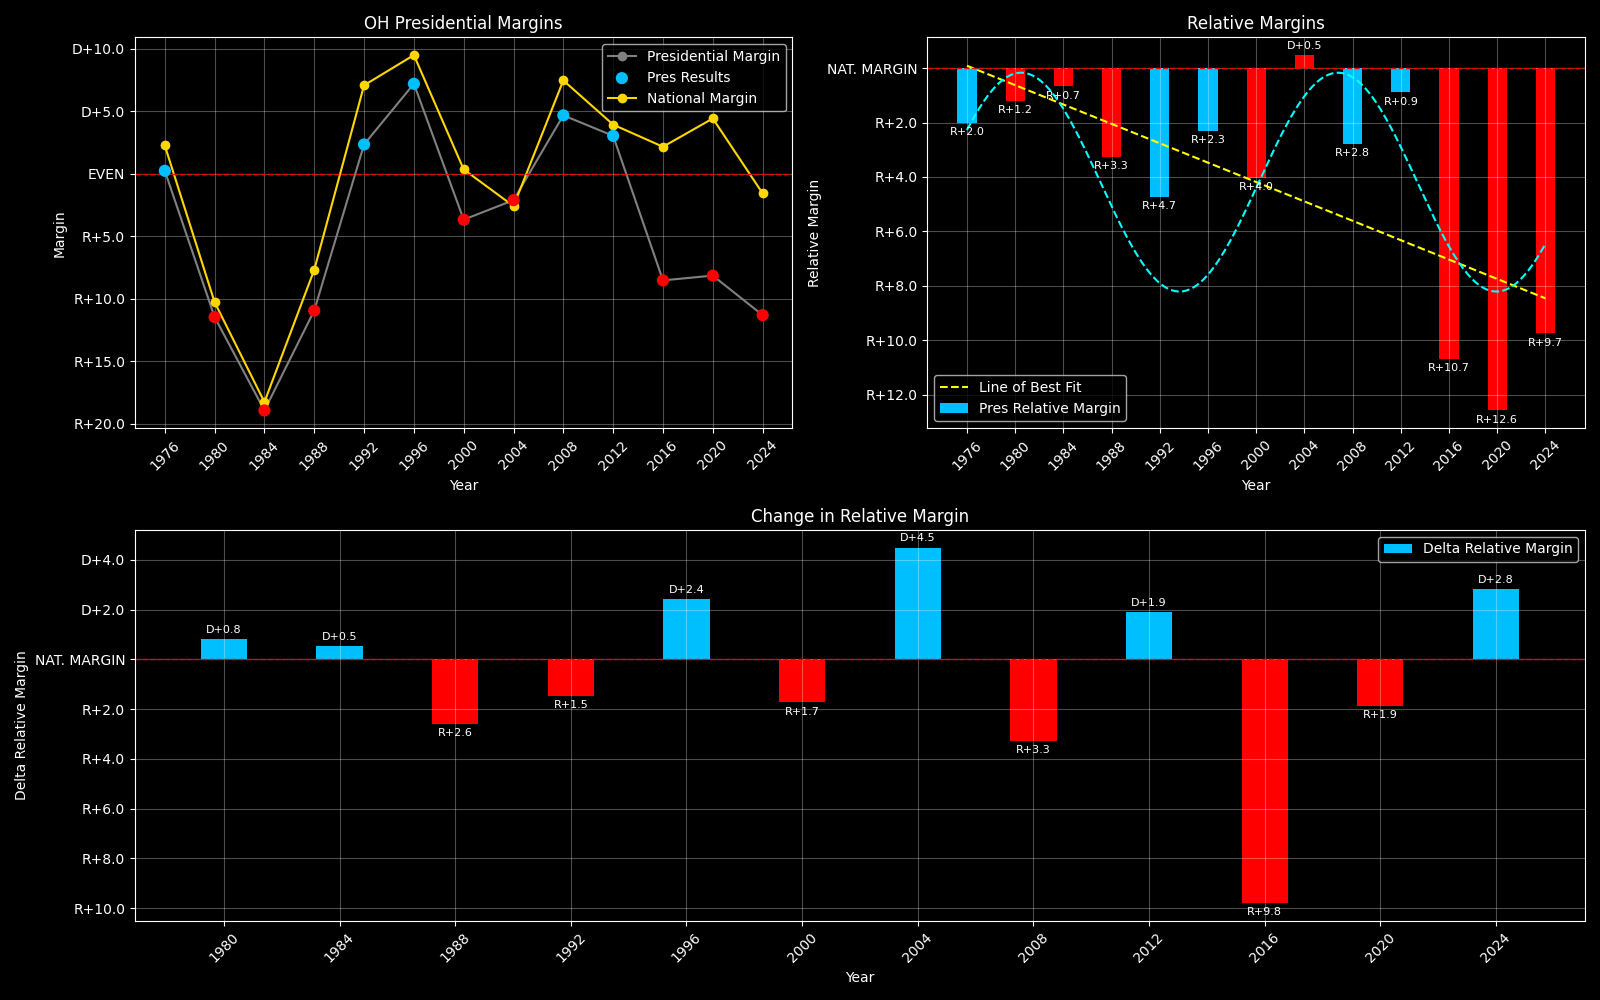 OH Presidential Margins
D+10.0
D+5.0
EVEN
R+5.0
R+10.0
R+15.0
R+20.0
Margin
Presidential Margin
Pres Results
National Margin
1976
1980
1984
1988
1992
1996
2000
2004
2008
2012
2016
2020
2024
Year
Relative Margins
NAT. MARGIN
R+2.0
R+4.0
R+6.0
R+8.0
R+10.0
R+12.0
Relative Margin
R+2.0
R+1.2
R+0.7
R+3.3
R+4.7
R+2.3
R+4.0
D+0.5
R+2.8
R+0.9
R+10.7
R+12.6
R+9.7
Line of Best Fit
Pres Relative Margin
1976
1980
1984
1988
1992
1996
2000
2004
2008
2012
2016
2020
2024
Year
Change in Relative Margin
D+4.0
D+2.0
NAT. MARGIN
R+2.0
R+4.0
R+6.0
R+8.0
R+10.0
Delta Relative Margin
D+0.8
D+0.5
R+2.6
R+1.5
D+2.4
R+1.7
D+4.5
R+3.3
D+1.9
R+9.8
R+1.9
D+2.8
Delta Relative Margin
1980
1984
1988
1992
1996
2000
2004
2008
2012
2016
2020
2024
Year